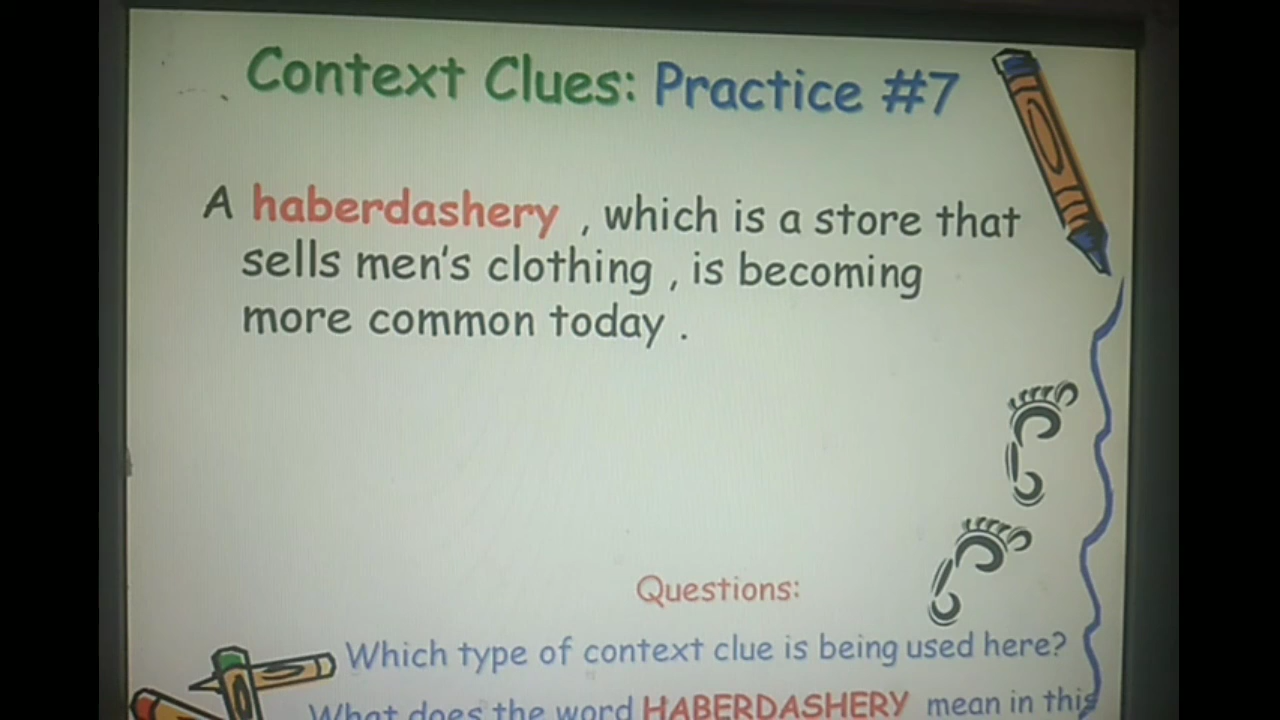 Context Clues: Practice #7
A haberdashery , which is a store that
sells men's clothing , is becoming
more common today .
Questions:
Which type of context clue is being used here?
What does the word HABERDASHERY mean in this